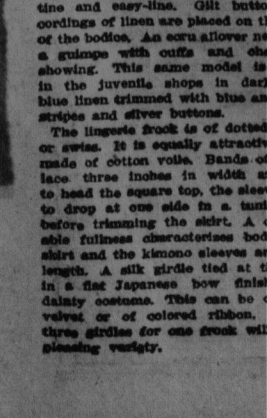 tine and easy-line. Gilt butto
cordings of linen are placed on th
of the bodice. An ecru allover ne
a guimpe with cuffs and che
showing. This same model is
in the juvenile shops in dar
blue linen trimmed with blue an
stripes and silver buttons.
The lingerie frock is of dotted
or swiss. It is equally attractiv
made of cotton voile. Bands of
lace three inches in width a
to head the square top, the slee
to drop at one side in a tuni
before trimming the skirt. A
able fullness characterizes bod
skirt and the kimono sleeves a
length. A silk girdle tied at t
in a flat Japanese bow finis
dainty costume. This can be
velvet or of colored ribbon.
three girdles for one frock wil
pleasing variety.